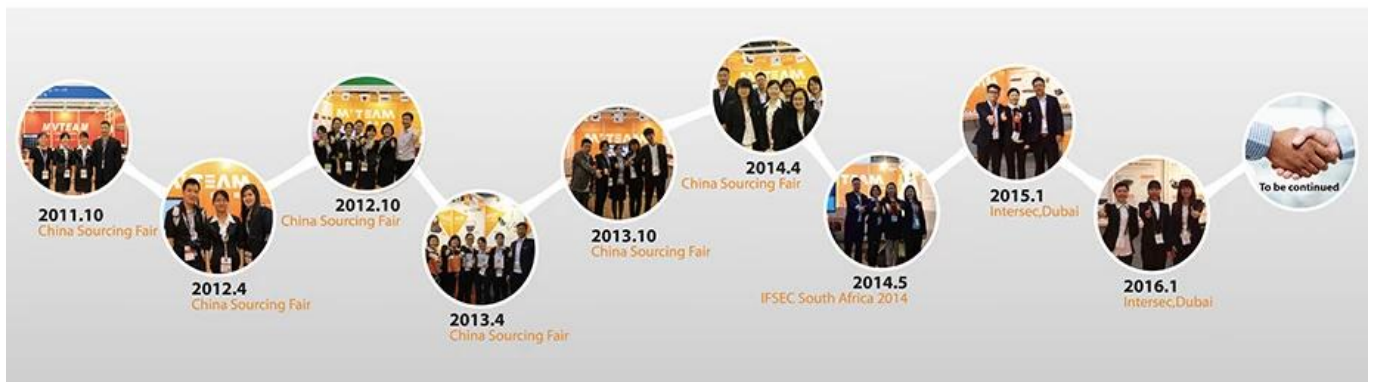 MVTEAM
2011.10
China Sourcing Fair
2012.4
China Sourcing Fair
2012.10
China Sourcing Fair
2013.4
China Sourcing Fair
2013.10
China Sourcing Fair
MVTEAM
2014.4
China Sourcing Fair
2014.5
IFSEC South Africa 2014
2015.1
Intersec,Dubai
2016.1
Intersec,Dubai
To be continued